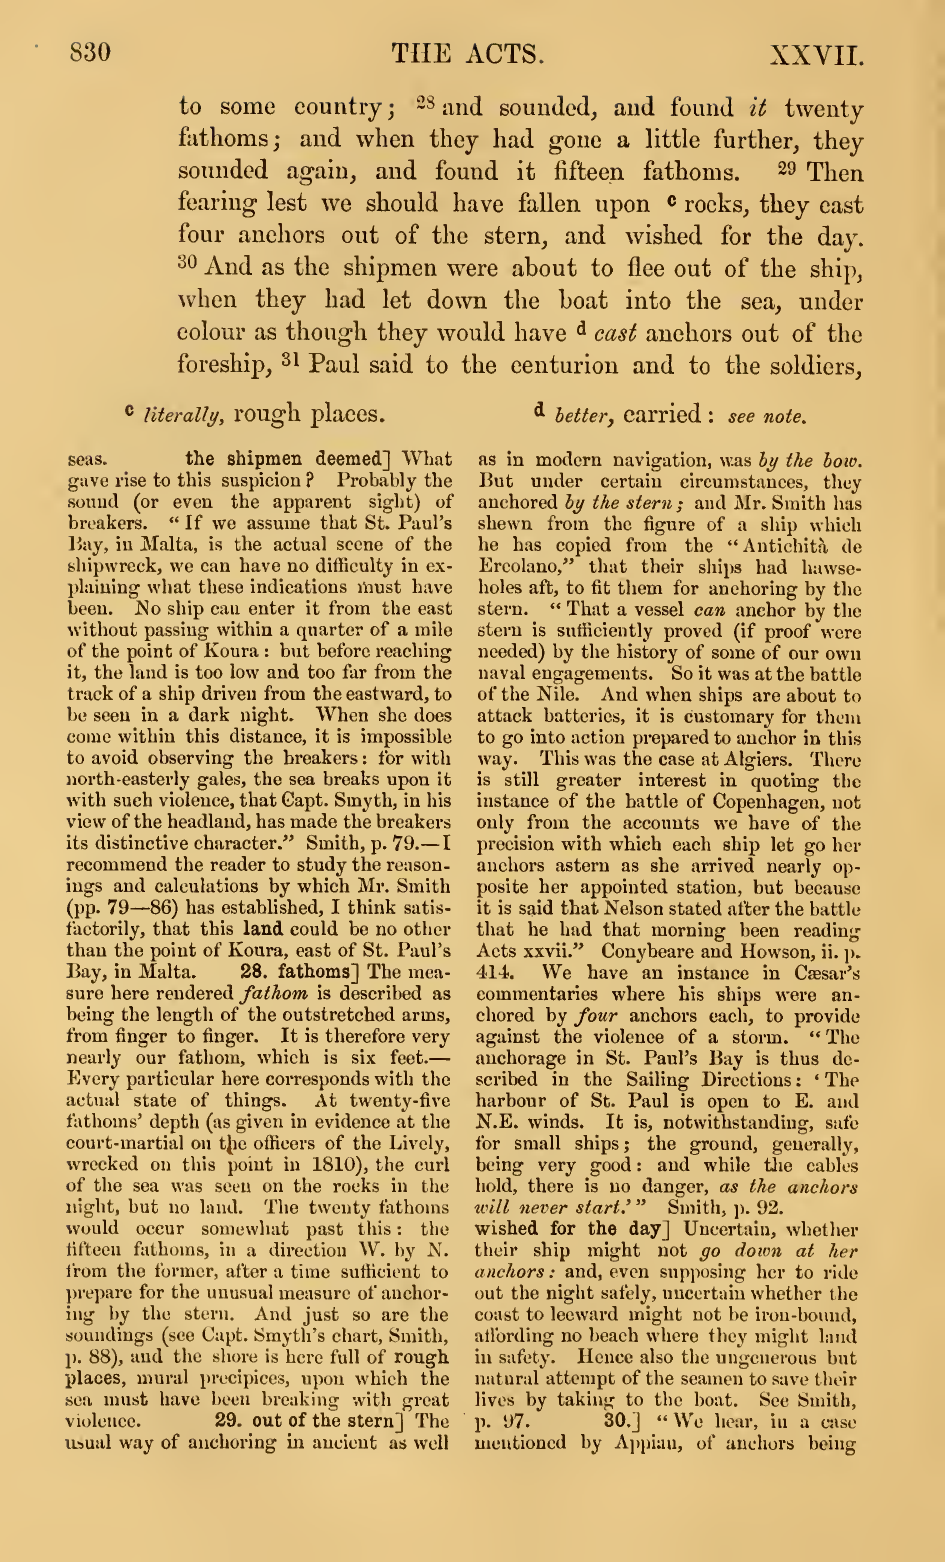 830
THE ACTS.
XXVII.
to some country; 28 and sounded, and found it twenty
fathoms; and when they had gone a little further, they
sounded again, and found it fifteen fathoms. 29 Then
fearing lest we should have fallen upon c rocks, they cast
four anchors out of the stern, and wished for the day.
30 And as the shipmen were about to flee out of the ship,
when they had let down the boat into the sea, under
colour as though they would have d cast anchors out of the
foreship, 31 Paul said to the centurion and to the soldiers,
c literally, rough places.
d better, carried: see note.
seas. the shipmen deemed] What
gave rise to this suspicion? Probably the
sound (or even the apparent sight) of
breakers. "If we assume that St. Paul's
Bay, in Malta, is the actual scene of the
shipwreck, we can have no difficulty in ex-
plaining what these indications must have
been. No ship can enter it from the east
without passing within a quarter of a mile
of the point of Koura: but before reaching
it, the land is too low and too far from the
track of a ship driven from the eastward, to
be seen in a dark night. When she does
come within this distance, it is impossible
to avoid observing the breakers: for with
north-easterly gales, the sea breaks upon it
with such violence, that Capt. Smyth, in his
view of the headland, has made the breakers
its distinctive character." Smith, p. 79.—I
recommend the reader to study the reason-
ings and calculations by which Mr. Smith
(pp. 79—86) has established, I think satis-
factorily, that this land could be no other
than the point of Koura, east of St. Paul's
Bay, in Malta. 28. fathoms] The mea-
sure here rendered fathom is described as
being the length of the outstretched arms,
from finger to finger. It is therefore very
nearly our fathom, which is six feet.—
Every particular here corresponds with the
actual state of things. At twenty-five
fathoms' depth (as given in evidence at the
court-martial on the officers of the Lively,
wrecked on this point in 1810), the curl
of the sea was seen on the rocks in the
night, but no land. The twenty fathoms
would occur somewhat past this: the
fifteen fathoms, in a direction W. by N.
from the former, after a time sufficient to
prepare for the unusual measure of anchor-
ing by the stern. And just so are the
soundings (see Capt. Smyth's chart, Smith,
p. 88), and the shore is here full of rough
places, mural precipices, upon which the
sea must have been breaking with great
violence. 29. out of the stern] The
usual way of anchoring in ancient as well
as in modern navigation, was by the bow.
But under certain circumstances, they
anchored by the stern; and Mr. Smith has
shewn from the figure of a ship which
he has copied from the "Antichità de
Ercolano," that their ships had hawse-
holes aft, to fit them for anchoring by the
stern. "That a vessel can anchor by the
stern is sufficiently proved (if proof were
needed) by the history of some of our own
naval engagements. So it was at the battle
of the Nile. And when ships are about to
attack batteries, it is customary for them
to go into action prepared to anchor in this
way. This was the case at Algiers. There
is still greater interest in quoting the
instance of the battle of Copenhagen, not
only from the accounts we have of the
precision with which each ship let go her
anchors astern as she arrived nearly op-
posite her appointed station, but because
it is said that Nelson stated after the battle
that he had that morning been reading
Acts xxvii." Conybeare and Howson, ii. p.
414. We have an instance in Cæsar's
commentaries where his ships were an-
chored by four anchors each, to provide
against the violence of a storm. "The
anchorage in St. Paul's Bay is thus de-
scribed in the Sailing Directions: 'The
harbour of St. Paul is open to E. and
N.E. winds. It is, notwithstanding, safe
for small ships; the ground, generally,
being very good: and while the cables
hold, there is no danger, as the anchors
will never start.'" Smith, p. 92.
wished for the day] Uncertain, whether
their ship might not go down at her
anchors: and, even supposing her to ride
out the night safely, uncertain whether the
coast to leeward might not be iron-bound,
affording no beach where they might land
in safety. Hence also the ungenerous but
natural attempt of the seamen to save their
lives by taking to the boat. See Smith,
p. 97. 30.] "We hear, in a case
mentioned by Appian, of anchors being